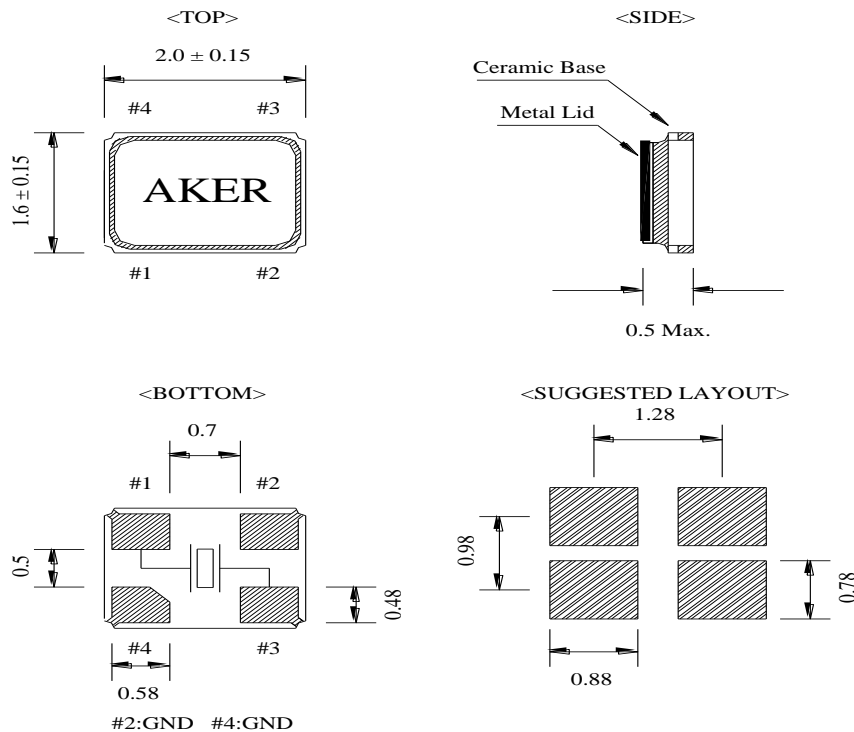 <TOP>
2.0 ± 0.15
#4 #3
1.6 ± 0.15
AKER
#1 #2
<SIDE>
Ceramic Base
Metal Lid
0.5 Max.
<BOTTOM>
0.7
#1 #2
0.5
0.48
#4 #3
0.58
#2:GND #4:GND
<SUGGESTED LAYOUT>
1.28
0.98
0.78
0.88